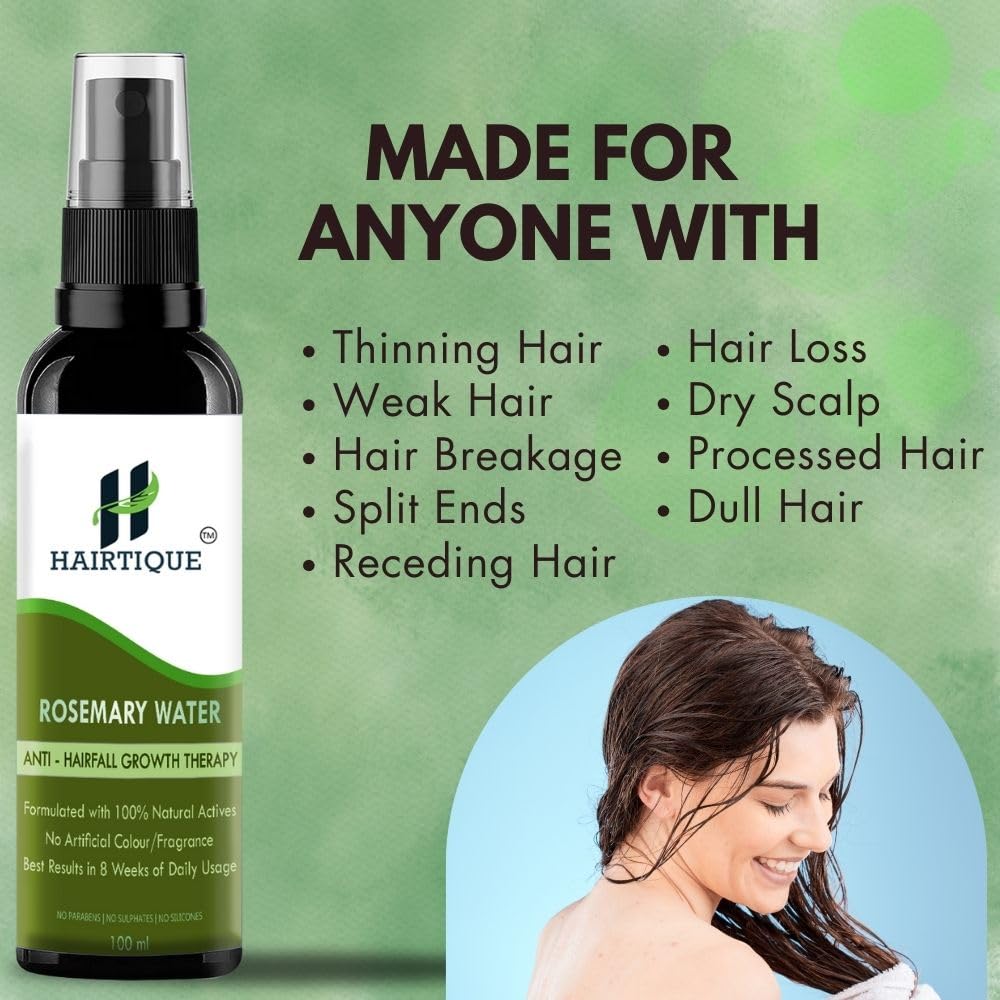 MADE FOR
ANYONE WITH
• Thinning Hair
• Weak Hair
• Hair Breakage
• Split Ends
• Receding Hair
• Hair Loss
• Dry Scalp
• Processed Hair
• Dull Hair
H
HAIRTIQUE TM
ROSEMARY WATER
ANTI - HAIRFALL GROWTH THERAPY
Formulated with 100% Natural Actives
No Artificial Colour/Fragrance
Best Results in 8 Weeks of Daily Usage
NO PARABENS | NO SULPHATES | NO SILICONES
100 ml